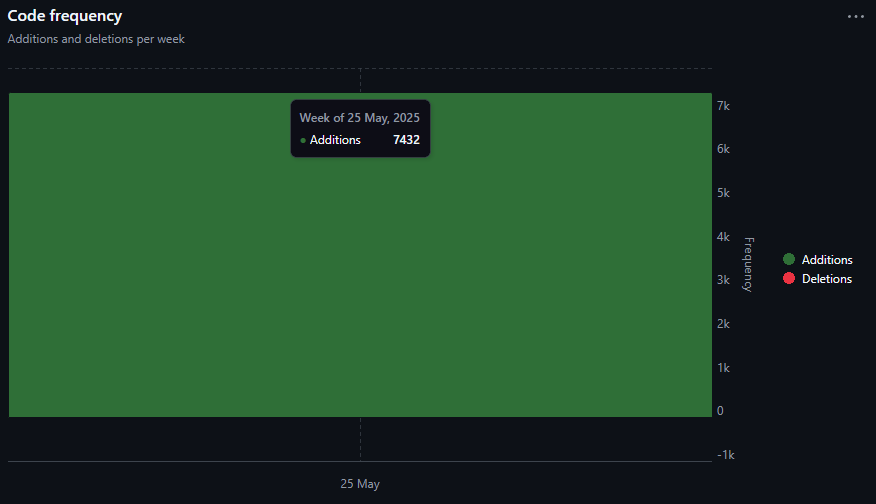 Code frequency
Additions and deletions per week
Week of 25 May, 2025
Additions 7432
7k
6k
5k
4k
3k
2k
1k
0
-1k
Frequency
Additions
Deletions
25 May